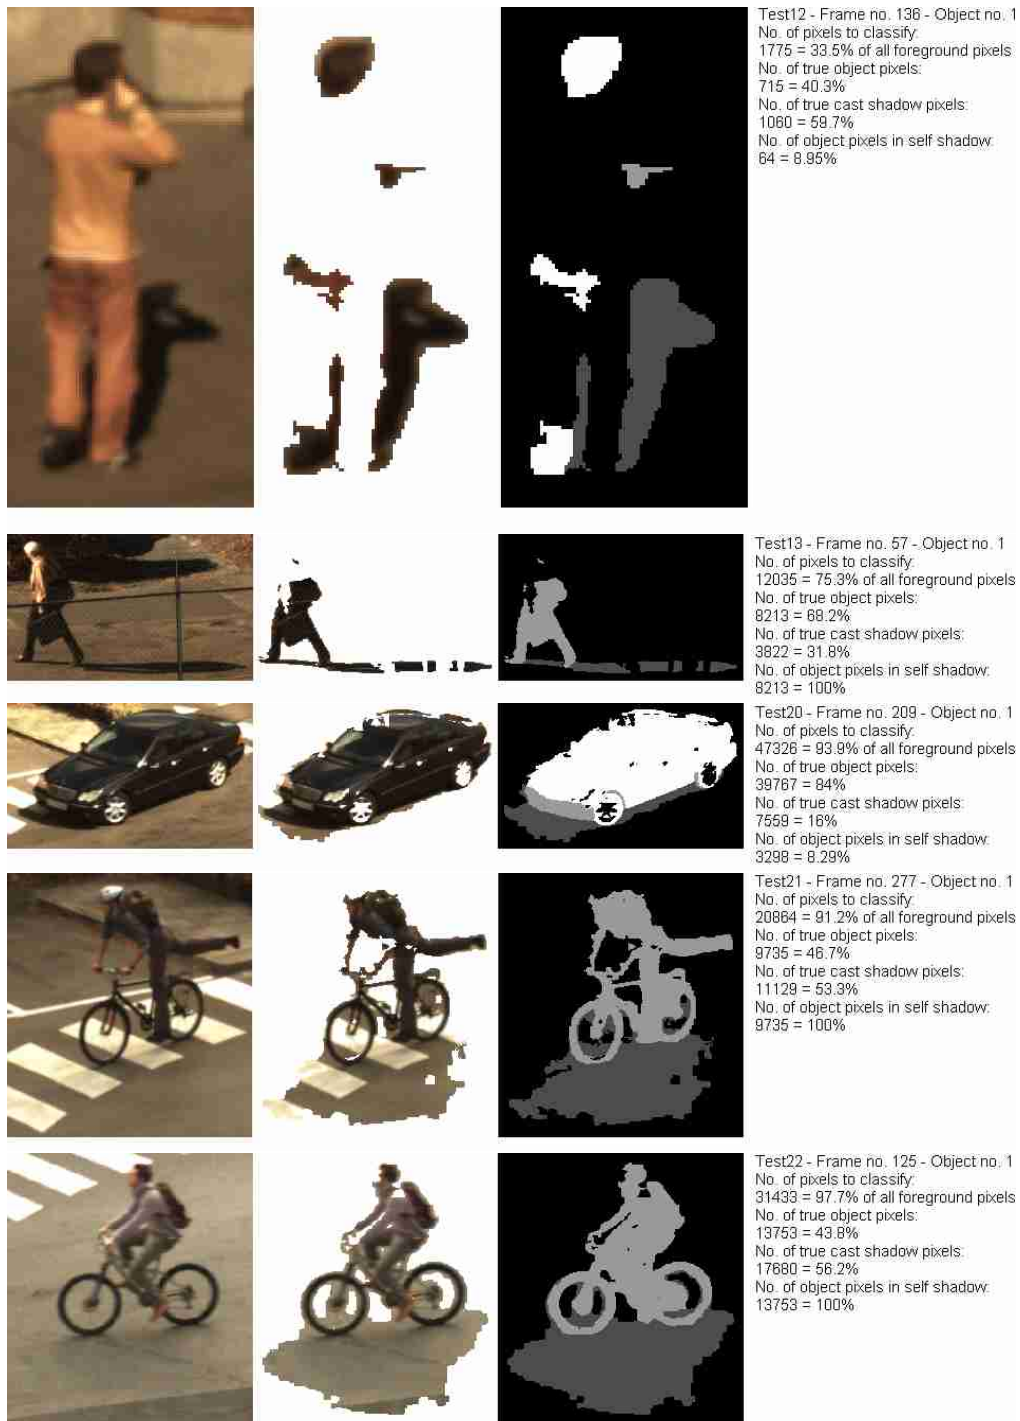 Test12 - Frame no. 136 - Object no. 1
No. of pixels to classify:
1775 = 33.5% of all foreground pixels
No. of true object pixels:
715 = 40.3%
No. of true cast shadow pixels:
1060 = 59.7%
No. of object pixels in self shadow:
64 = 8.95%
Test13 - Frame no. 57 - Object no. 1
No. of pixels to classify:
12035 = 75.3% of all foreground pixels
No. of true object pixels:
8213 = 68.2%
No. of true cast shadow pixels:
3822 = 31.8%
No. of object pixels in self shadow:
8213 = 100%
Test20 - Frame no. 209 - Object no. 1
No. of pixels to classify:
47326 = 93.9% of all foreground pixels
No. of true object pixels:
39767 = 84%
No. of true cast shadow pixels:
7559 = 16%
No. of object pixels in self shadow:
3298 = 8.29%
Test21 - Frame no. 277 - Object no. 1
No. of pixels to classify:
20864 = 91.2% of all foreground pixels
No. of true object pixels:
9735 = 46.7%
No. of true cast shadow pixels:
11129 = 53.3%
No. of object pixels in self shadow:
9735 = 100%
Test22 - Frame no. 125 - Object no. 1
No. of pixels to classify:
31433 = 97.7% of all foreground pixels
No. of true object pixels:
13753 = 43.8%
No. of true cast shadow pixels:
17680 = 56.2%
No. of object pixels in self shadow:
13753 = 100%